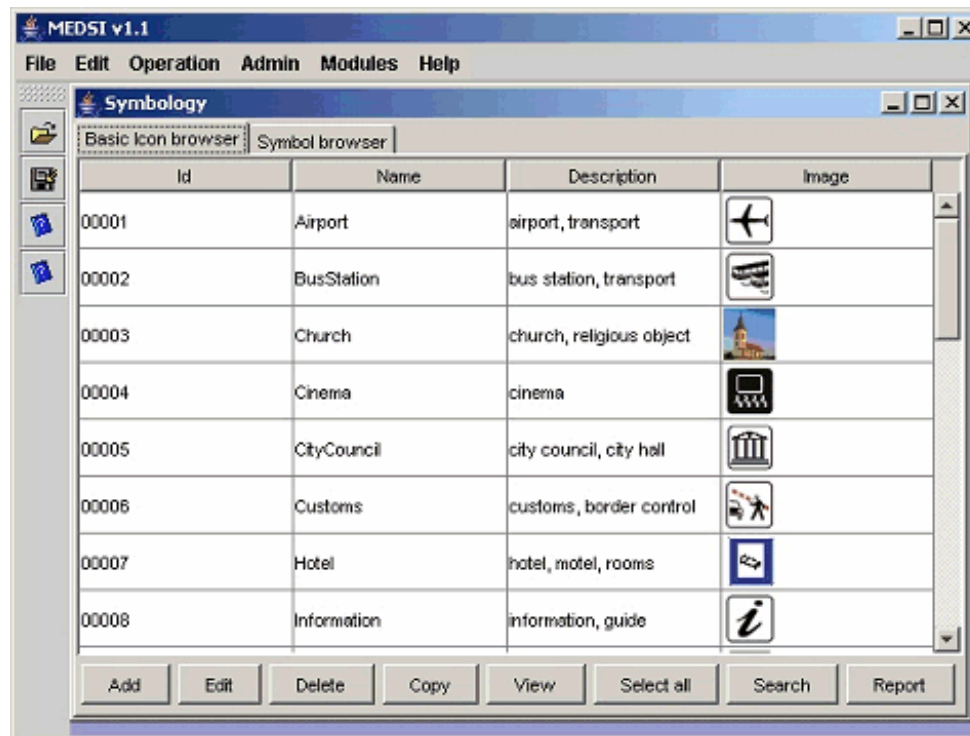 MEDSI v1.1
File Edit Operation Admin Modules Help
Symbology
Basic Icon browser Symbol browser
Id Name Description Image
00001 Airport airport, transport
00002 BusStation bus station, transport
00003 Church church, religious object
00004 Cinema cinema
00005 CityCouncil city council, city hall
00006 Customs customs, border control
00007 Hotel hotel, motel, rooms
00008 Information information, guide i
Add Edit Delete Copy View Select all Search Report